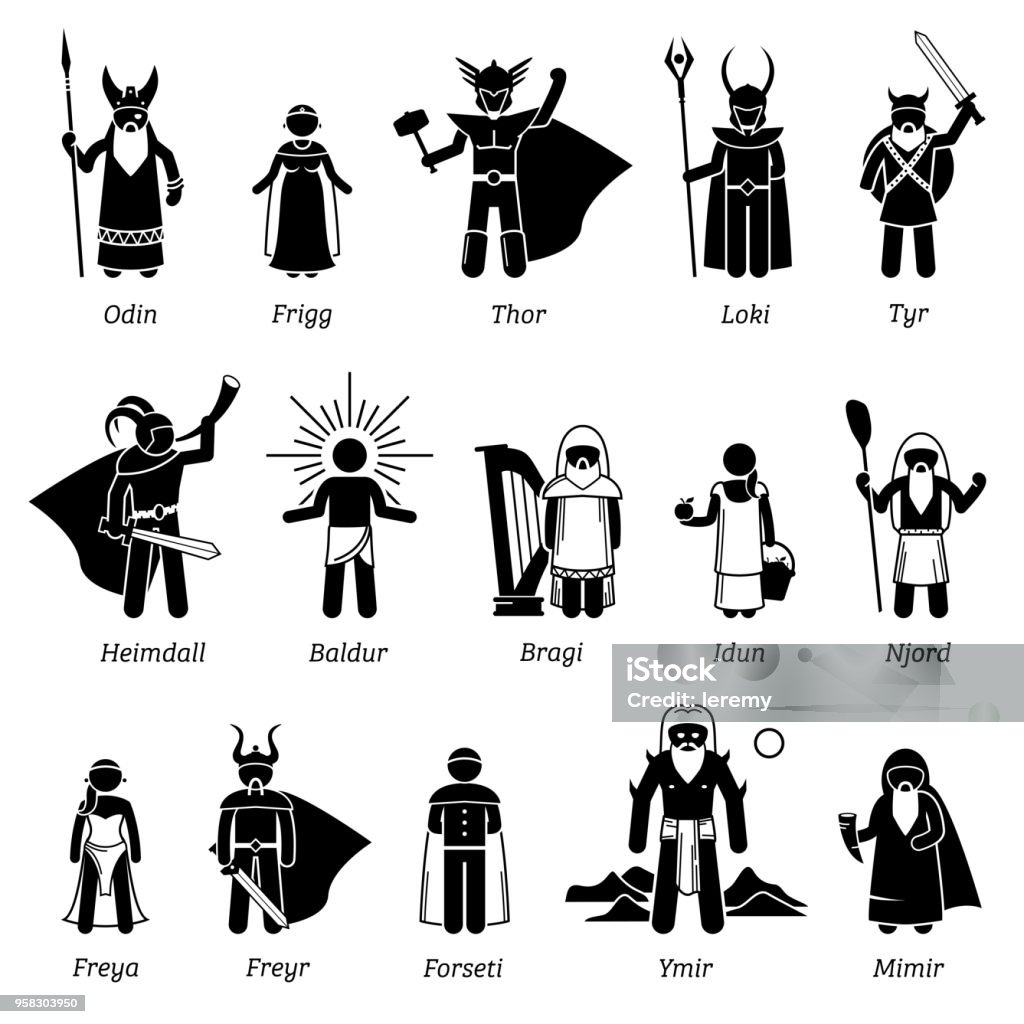 Odin Frigg Thor Loki Tyr
Heimdall Baldur Bragi Idun Njord
iStock
Credit: leremy
Freya Freyr Forseti Ymir Mimir
958303950